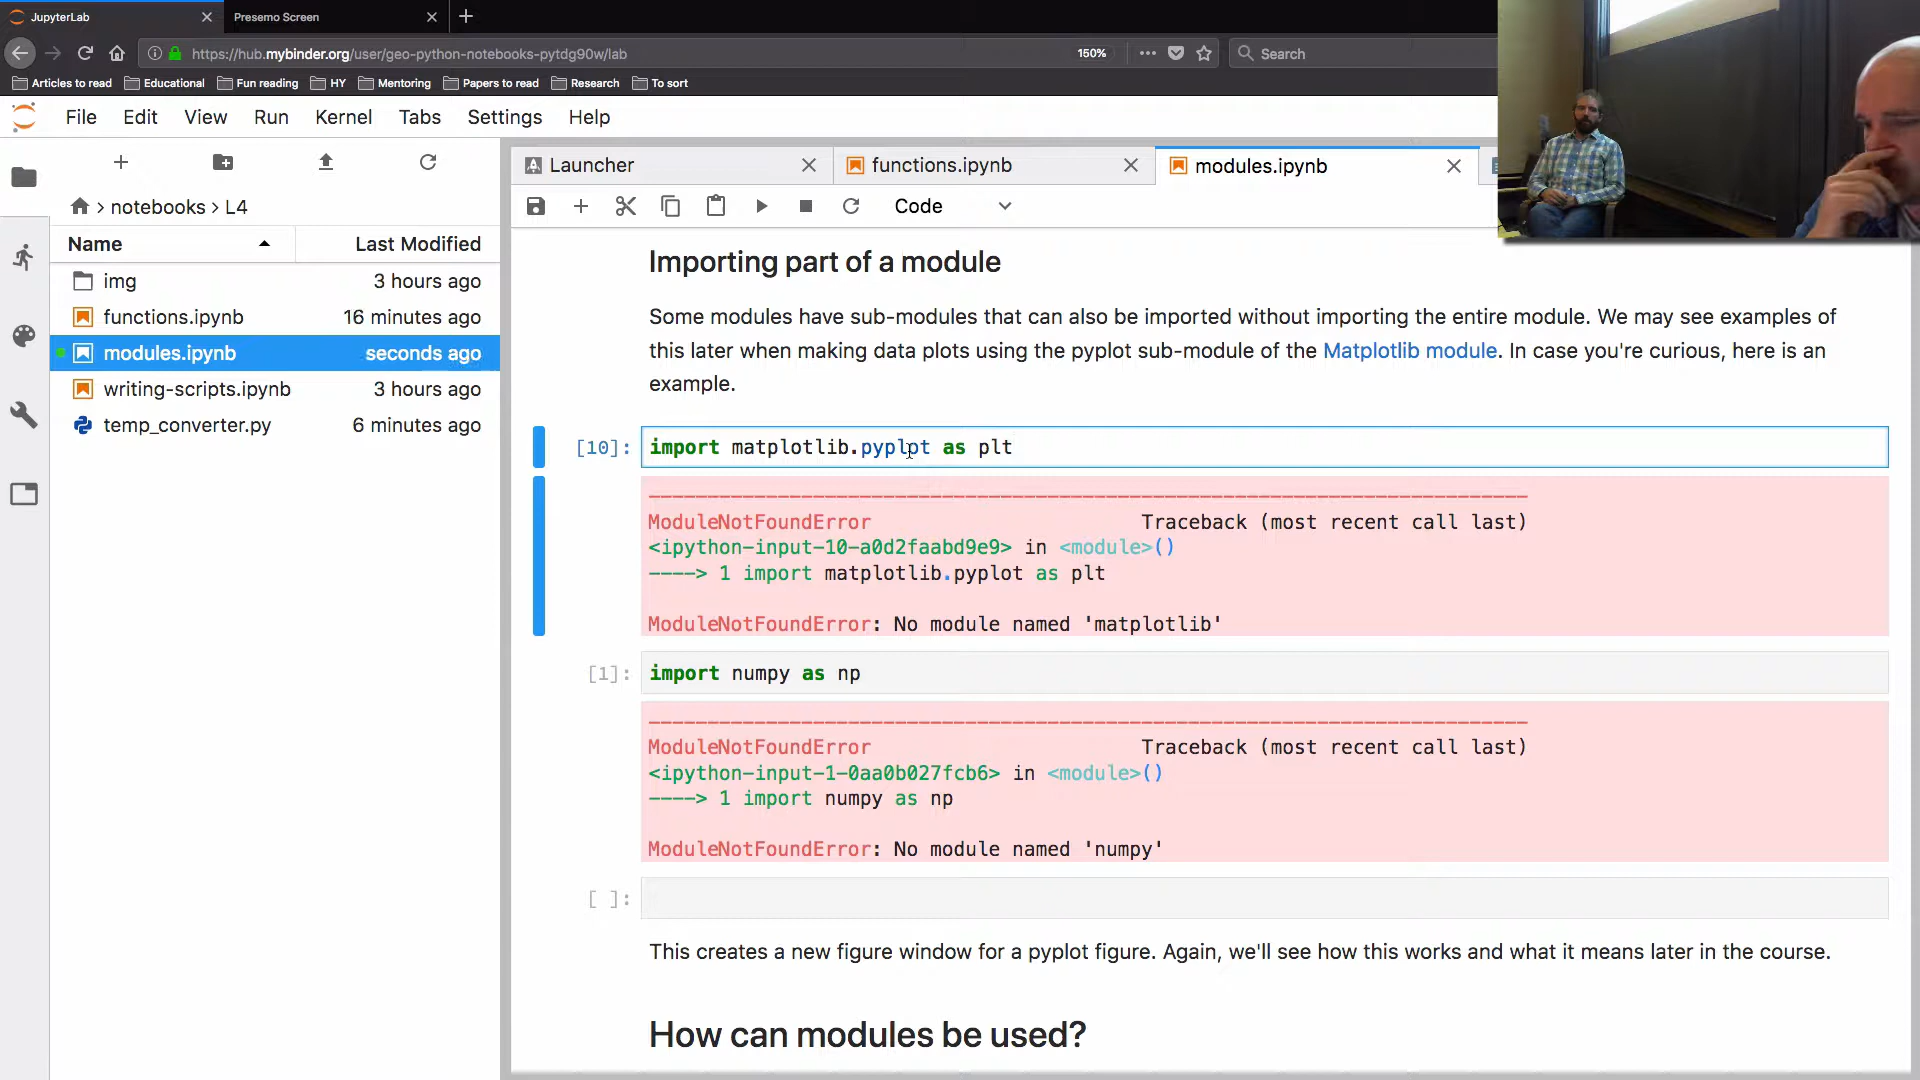 JupyterLab
Presemo Screen
https://hub.mybinder.org/user/geo-python-notebooks-pytdg90w/lab
150%
Search
Articles to read
Educational
Fun reading
HY
Mentoring
Papers to read
Research
To sort
File Edit View Run Kernel Tabs Settings Help
Launcher
functions.ipynb
modules.ipynb
notebooks > L4
Code
Name Last Modified
img 3 hours ago
functions.ipynb 16 minutes ago
modules.ipynb seconds ago
writing-scripts.ipynb 3 hours ago
temp_converter.py 6 minutes ago
Importing part of a module
Some modules have sub-modules that can also be imported without importing the entire module. We may see examples of
this later when making data plots using the pyplot sub-module of the Matplotlib module. In case you're curious, here is an
example.
[10]: import matplotlib.pyplot as plt
ModuleNotFoundError Traceback (most recent call last)
<ipython-input-10-a0d2faabd9e9> in <module>()
----> 1 import matplotlib.pyplot as plt
ModuleNotFoundError: No module named 'matplotlib'
[1]: import numpy as np
ModuleNotFoundError Traceback (most recent call last)
<ipython-input-1-0aa0b027fcb6> in <module>()
----> 1 import numpy as np
ModuleNotFoundError: No module named 'numpy'
[ ]:
This creates a new figure window for a pyplot figure. Again, we'll see how this works and what it means later in the course.
How can modules be used?